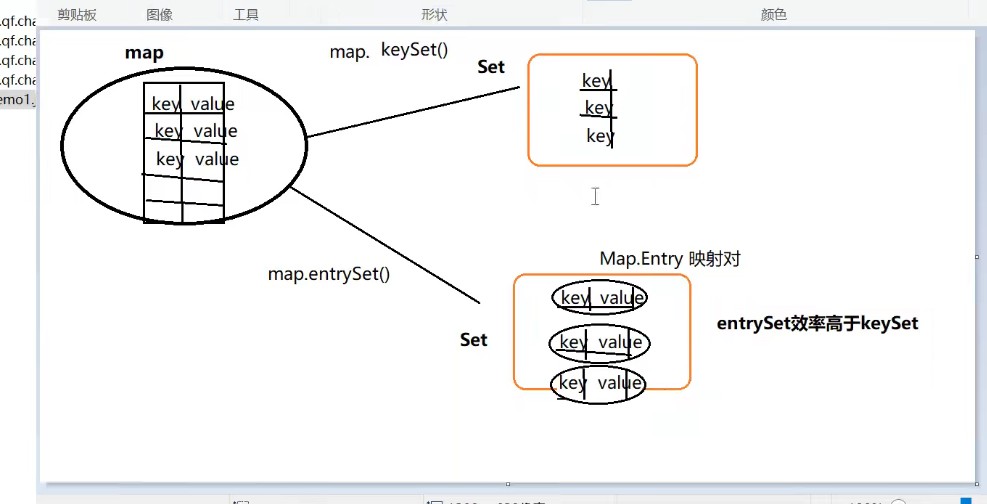 剪贴板
图像
工具
形状
颜色
.qf.cha
.qf.cha
.qf.cha
.qf.cha
emo1_
map
map. keySet()
Set
key value
key value
key value
key
key
key
map.entrySet()
Map.Entry 映射对
Set
key value
key value
key value
entrySet效率高于keySet